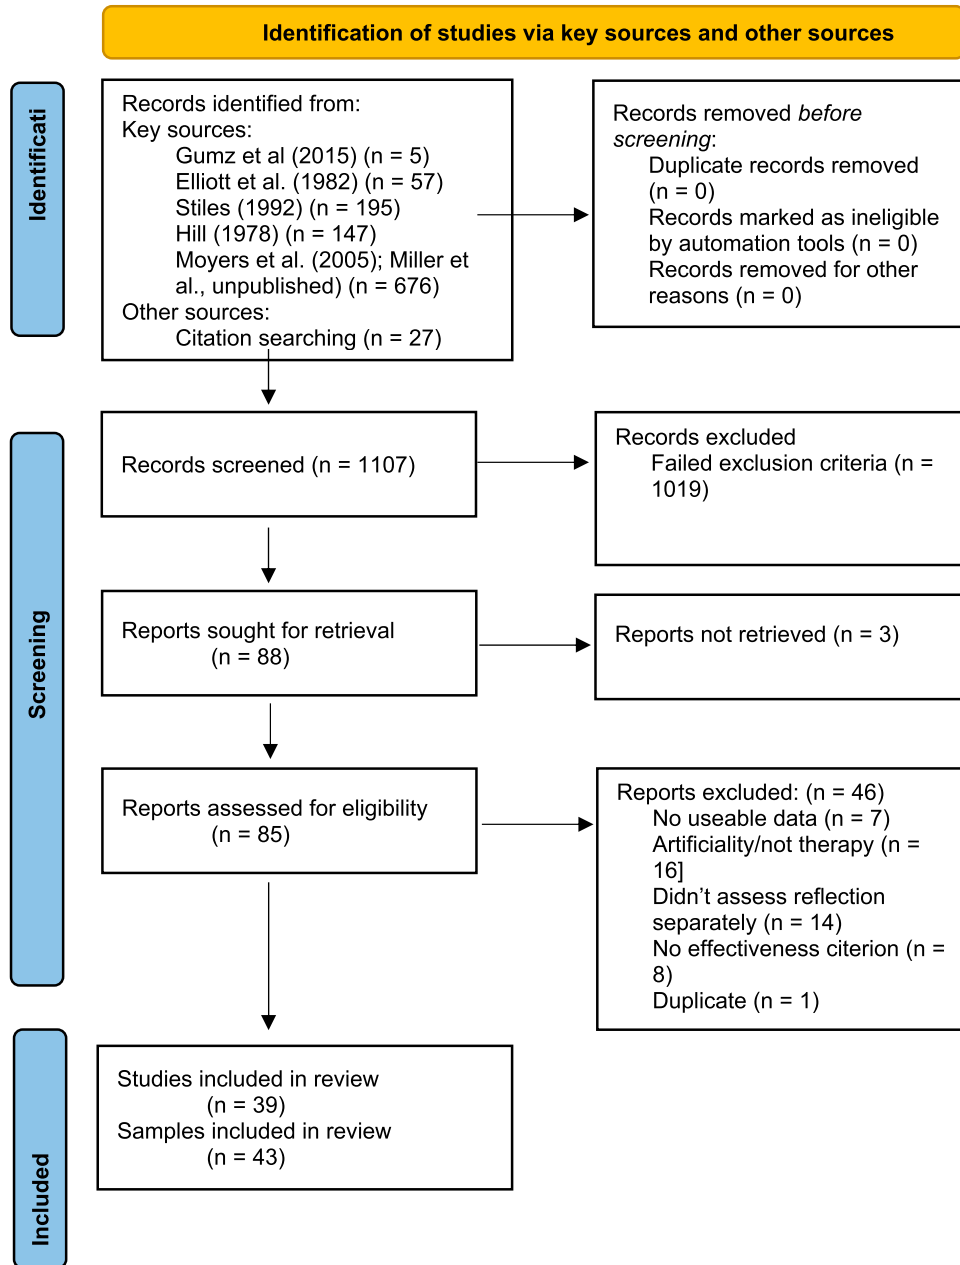 Identification of studies via key sources and other sources
Identificati
Records identified from:
Key sources:
Gumz et al (2015) (n = 5)
Elliott et al. (1982) (n = 57)
Stiles (1992) (n = 195)
Hill (1978) (n = 147)
Moyers et al. (2005); Miller et
al., unpublished) (n = 676)
Other sources:
Citation searching (n = 27)
Records removed before
screening:
Duplicate records removed
(n = 0)
Records marked as ineligible
by automation tools (n = 0)
Records removed for other
reasons (n = 0)
Screening
Records screened (n = 1107)
Records excluded
Failed exclusion criteria (n =
1019)
Reports sought for retrieval
(n = 88)
Reports not retrieved (n = 3)
Reports assessed for eligibility
(n = 85)
Reports excluded: (n = 46)
No useable data (n = 7)
Artificiality/not therapy (n =
16]
Didn't assess reflection
separately (n = 14)
No effectiveness criterion (n =
8)
Duplicate (n = 1)
Included
Studies included in review
(n = 39)
Samples included in review
(n = 43)